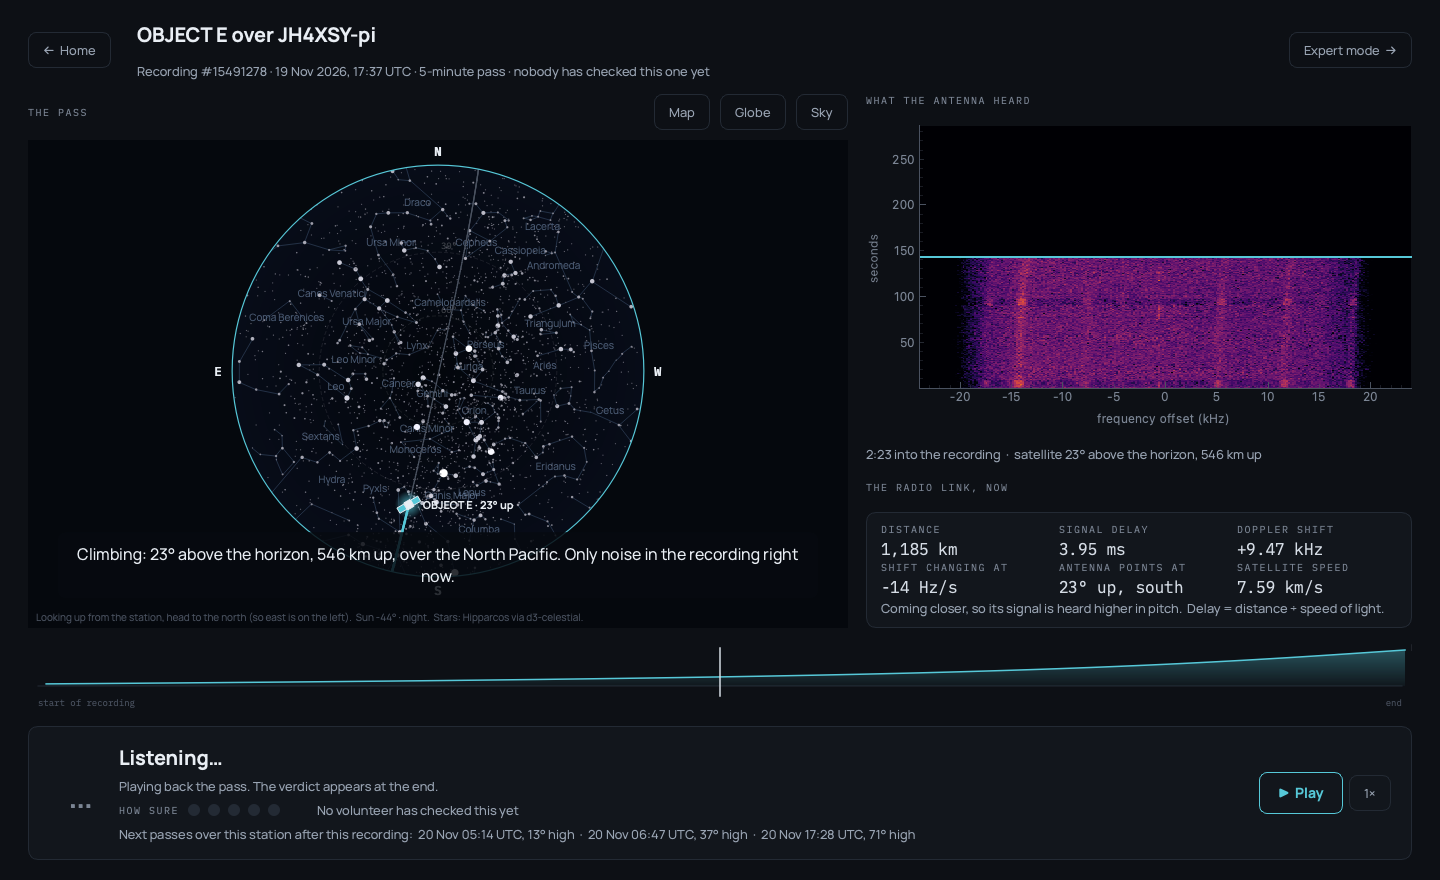 ← Home
OBJECT E over JH4XSY-pi
Recording #15491278 · 19 Nov 2026, 17:37 UTC · 5-minute pass · nobody has checked this one yet
Expert mode →
THE PASS
Map
Globe
Sky
N
Draco
Lacerta
Ursa Minor
Cepheus
Cassiopeia
Andromeda
Canes Venatici
Camelopardalis
Coma Berenices
Ursa Major
Triangulum
Lynx
Perseus
Pisces
Leo Minor
Auriga
Aries
E
W
Leo
Cancer
Gemini
Taurus
Orion
Cetus
Canis Minor
Sextans
Monoceros
Eridanus
Hydra
Pyxis
Canis Major
Lepus
OBJECT E · 23° up
Columba
Climbing: 23° above the horizon, 546 km up, over the North Pacific. Only noise in the recording right
now.
S
Looking up from the station, head to the north (so east is on the left). Sun -44° · night. Stars: Hipparcos via d3-celestial.
WHAT THE ANTENNA HEARD
250
200
150
100
50
seconds
-20
-15
-10
-5
0
5
10
15
20
frequency offset (kHz)
2:23 into the recording · satellite 23° above the horizon, 546 km up
THE RADIO LINK, NOW
DISTANCE
SIGNAL DELAY
DOPPLER SHIFT
1,185 km
3.95 ms
+9.47 kHz
SHIFT CHANGING AT
ANTENNA POINTS AT
SATELLITE SPEED
-14 Hz/s
23° up, south
7.59 km/s
Coming closer, so its signal is heard higher in pitch. Delay = distance ÷ speed of light.
start of recording
end
Listening…
Playing back the pass. The verdict appears at the end.
HOW SURE
No volunteer has checked this yet
Next passes over this station after this recording: 20 Nov 05:14 UTC, 13° high · 20 Nov 06:47 UTC, 37° high · 20 Nov 17:28 UTC, 71° high
▶ Play
1×